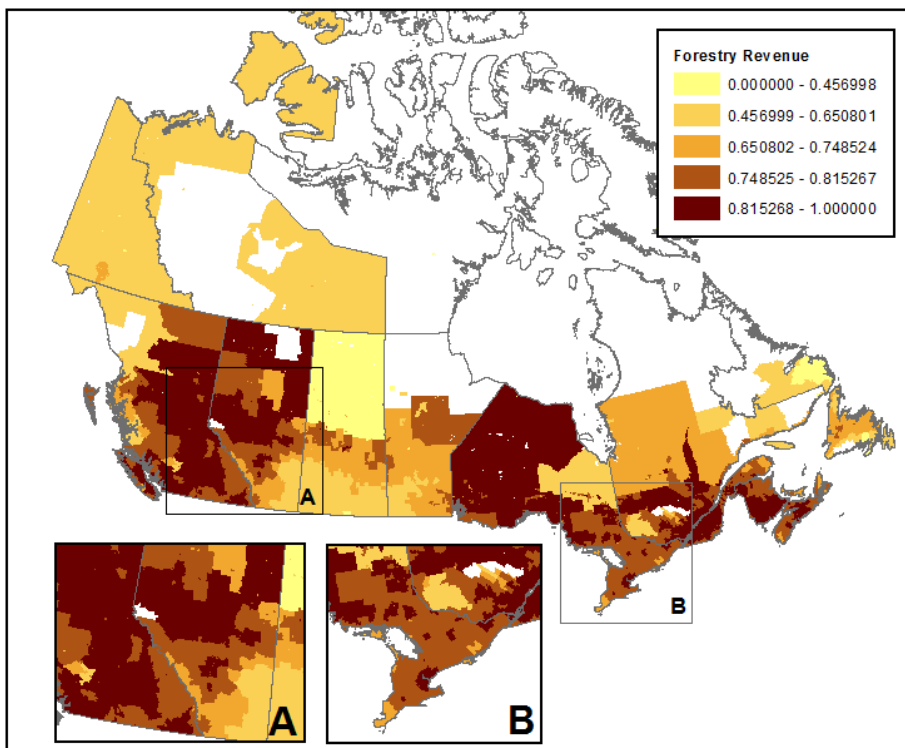 Forestry Revenue
0.000000 - 0.456998
0.456999 - 0.650801
0.650802 - 0.748524
0.748525 - 0.815267
0.815268 - 1.000000
A
B
A
B